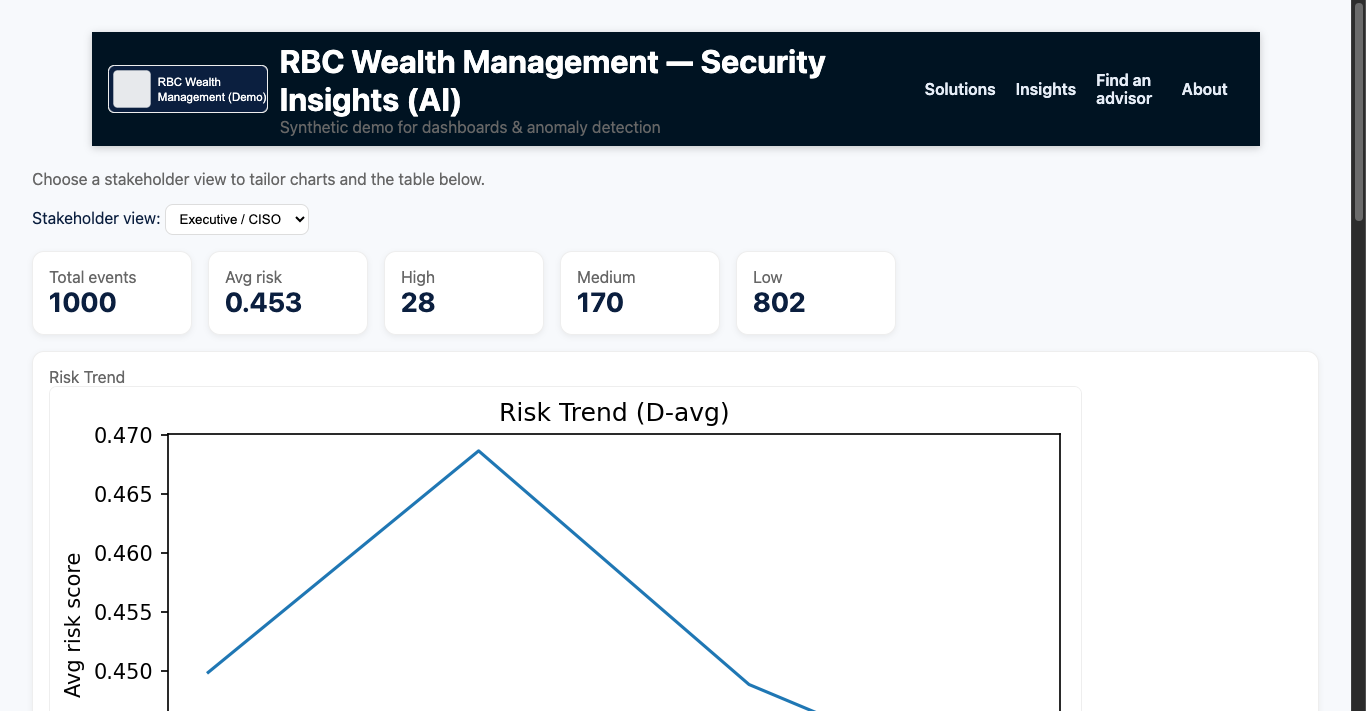 RBC Wealth
Management (Demo)
RBC Wealth Management — Security
Insights (AI)
Synthetic demo for dashboards & anomaly detection
Solutions
Insights
Find an
advisor
About
Choose a stakeholder view to tailor charts and the table below.
Stakeholder view: Executive / CISO
Total events
1000
Avg risk
0.453
High
28
Medium
170
Low
802
Risk Trend
Risk Trend (D-avg)
0.470
0.465
0.460
0.455
0.450
Avg risk score